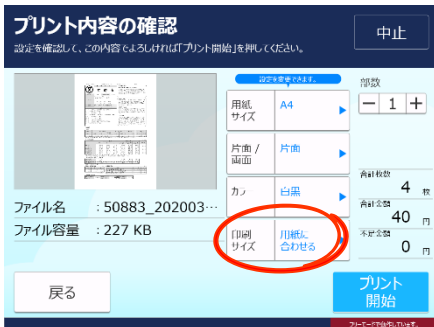 プリント内容の確認
設定を確認して、この内容でよろしければ「プリント開始」を押してください。
中止
設定を変更できます。
用紙
サイズ
A4
片面 /
両面
片面
カラ
白黒
印刷
サイズ
用紙に
合わせる
部数
1
合計枚数
4 枚
合計金額
40 円
不足金額
0 円
ファイル名 : 50883_202003…
ファイル容量 : 227 KB
戻る
プリント
開始